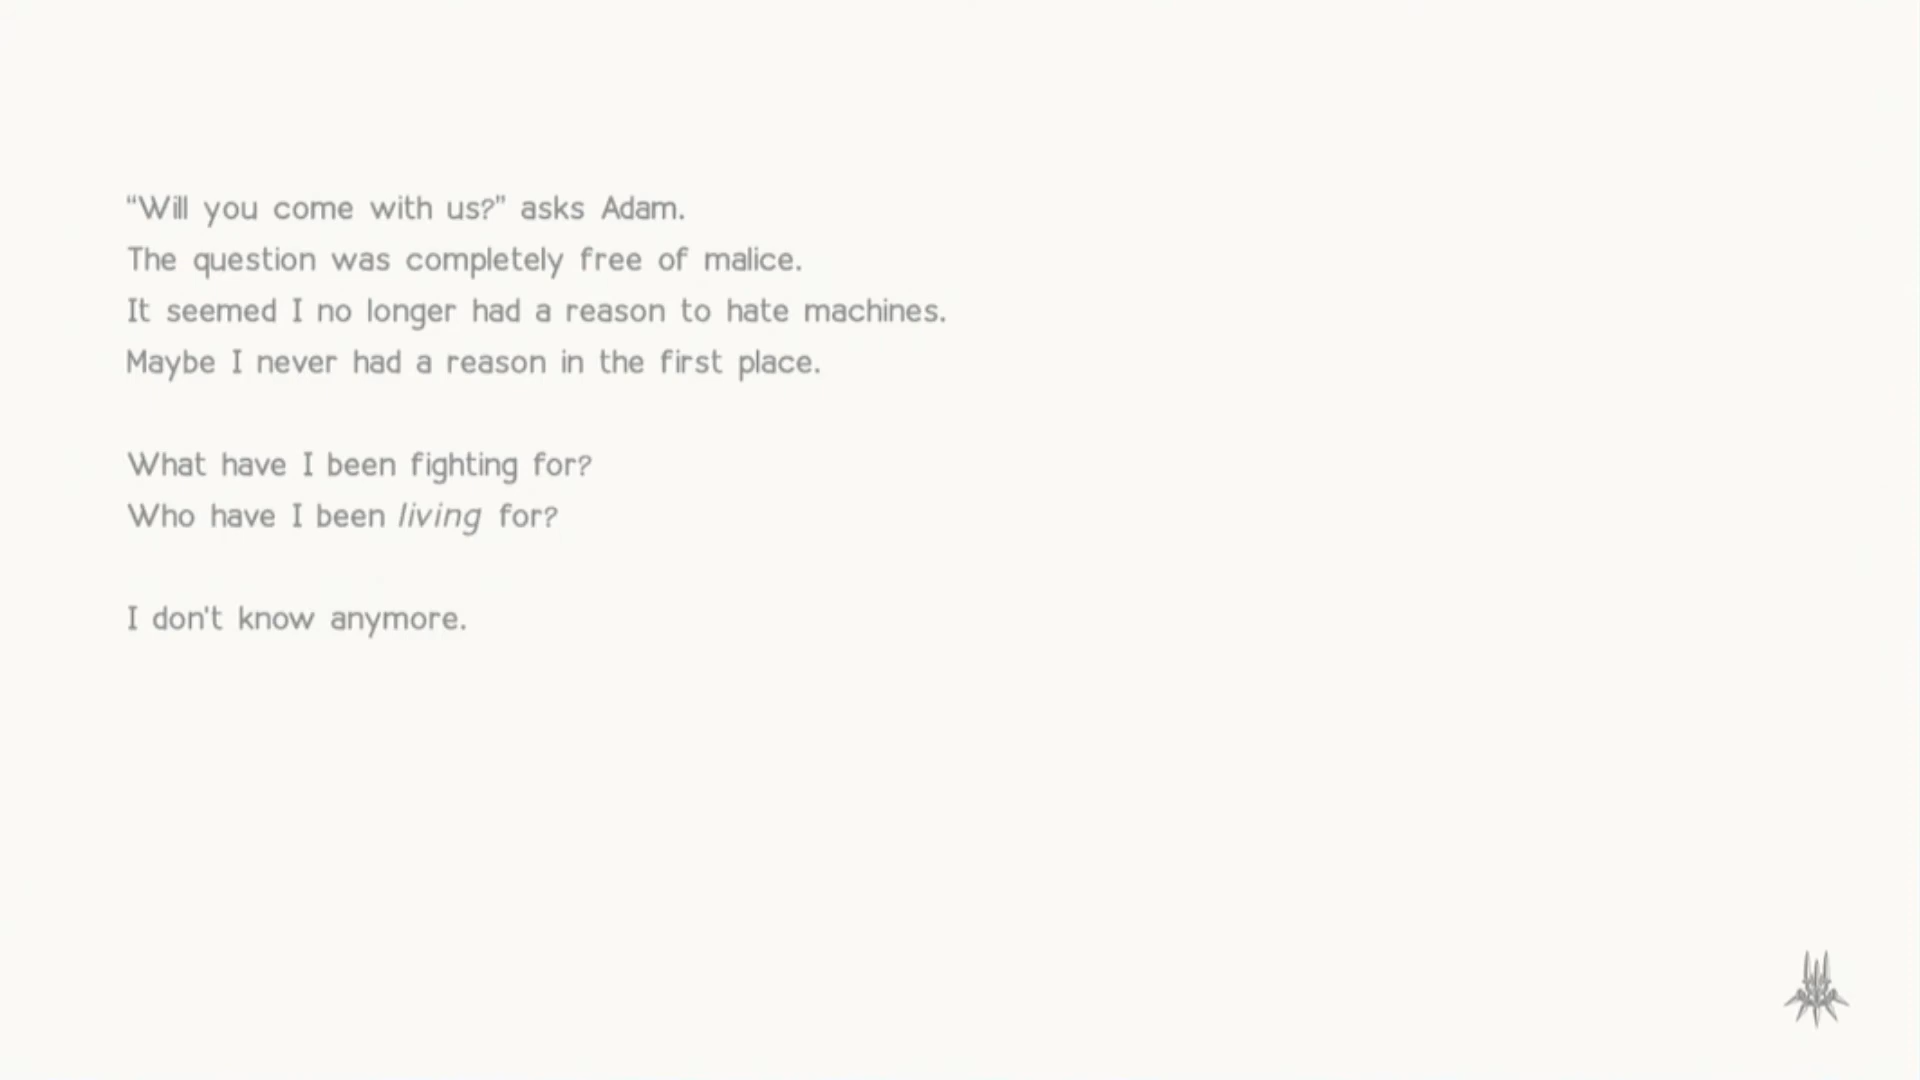 “Will you come with us?” asks Adam.
The question was completely free of malice.
It seemed I no longer had a reason to hate machines.
Maybe I never had a reason in the first place.
What have I been fighting for?
Who have I been living for?
I don't know anymore.